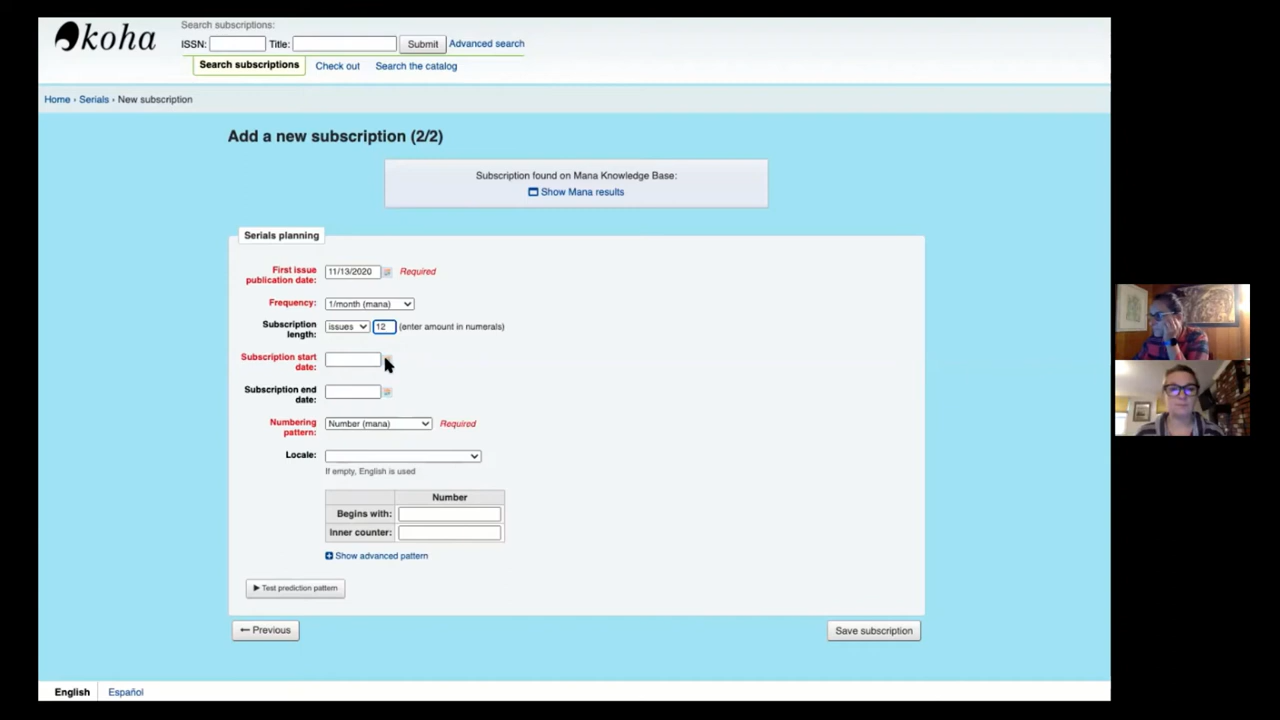 koha
Search subscriptions:
ISSN: Title: Submit Advanced search
Search subscriptions Check out Search the catalog
Home › Serials › New subscription
Add a new subscription (2/2)
Subscription found on Mana Knowledge Base:
Show Mana results
Serials planning
First issue
publication date: 11/13/2020 Required
Frequency: 1/month (mana)
Subscription
length: issues 12 (enter amount in numerals)
Subscription start
date:
Subscription end
date:
Numbering
pattern: Number (mana) Required
Locale:
If empty, English is used
Number
Begins with:
Inner counter:
Show advanced pattern
Test prediction pattern
Previous Save subscription
English Español